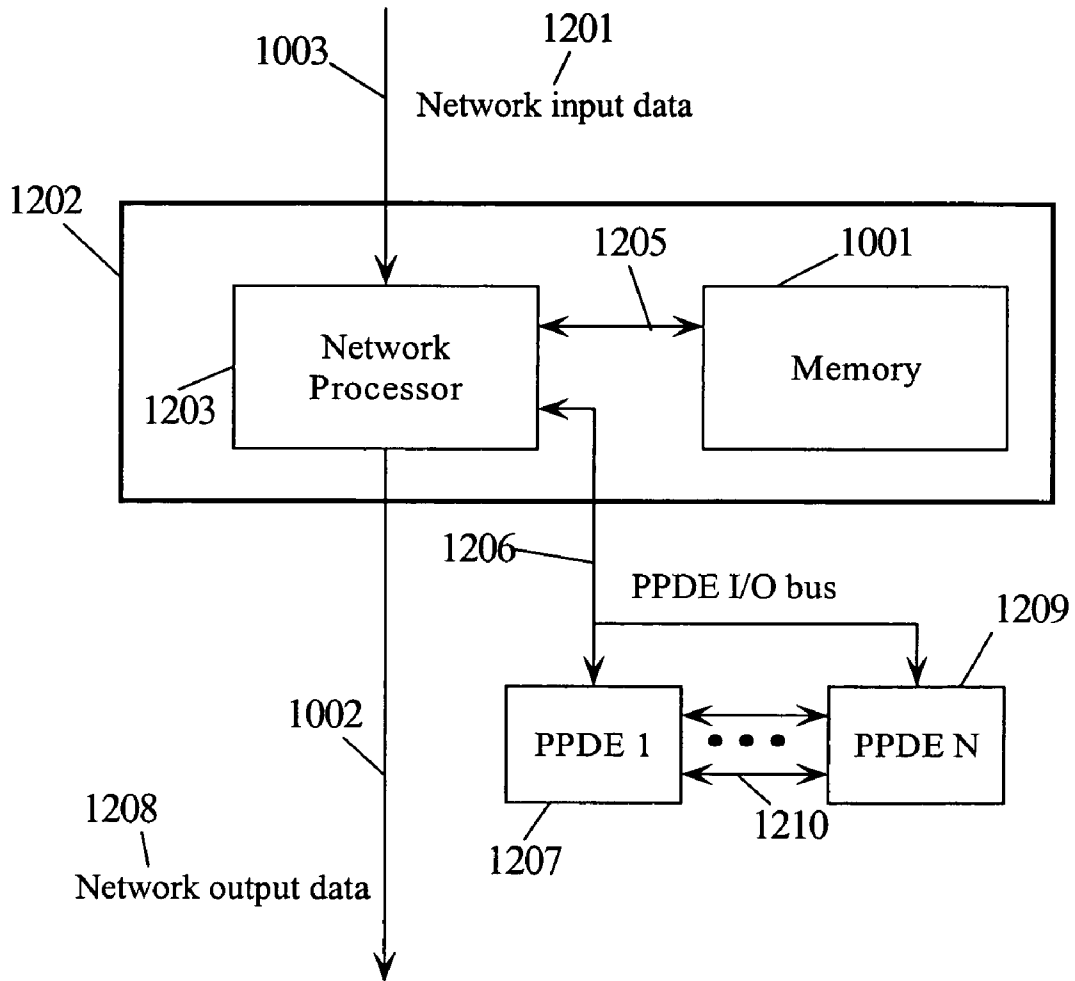 1201
1003
Network input data
1202
1205
1001
Network
Processor
Memory
1203
1206
PPDE I/O bus
1209
1002
PPDE 1
PPDE N
1208
1210
1207
Network output data